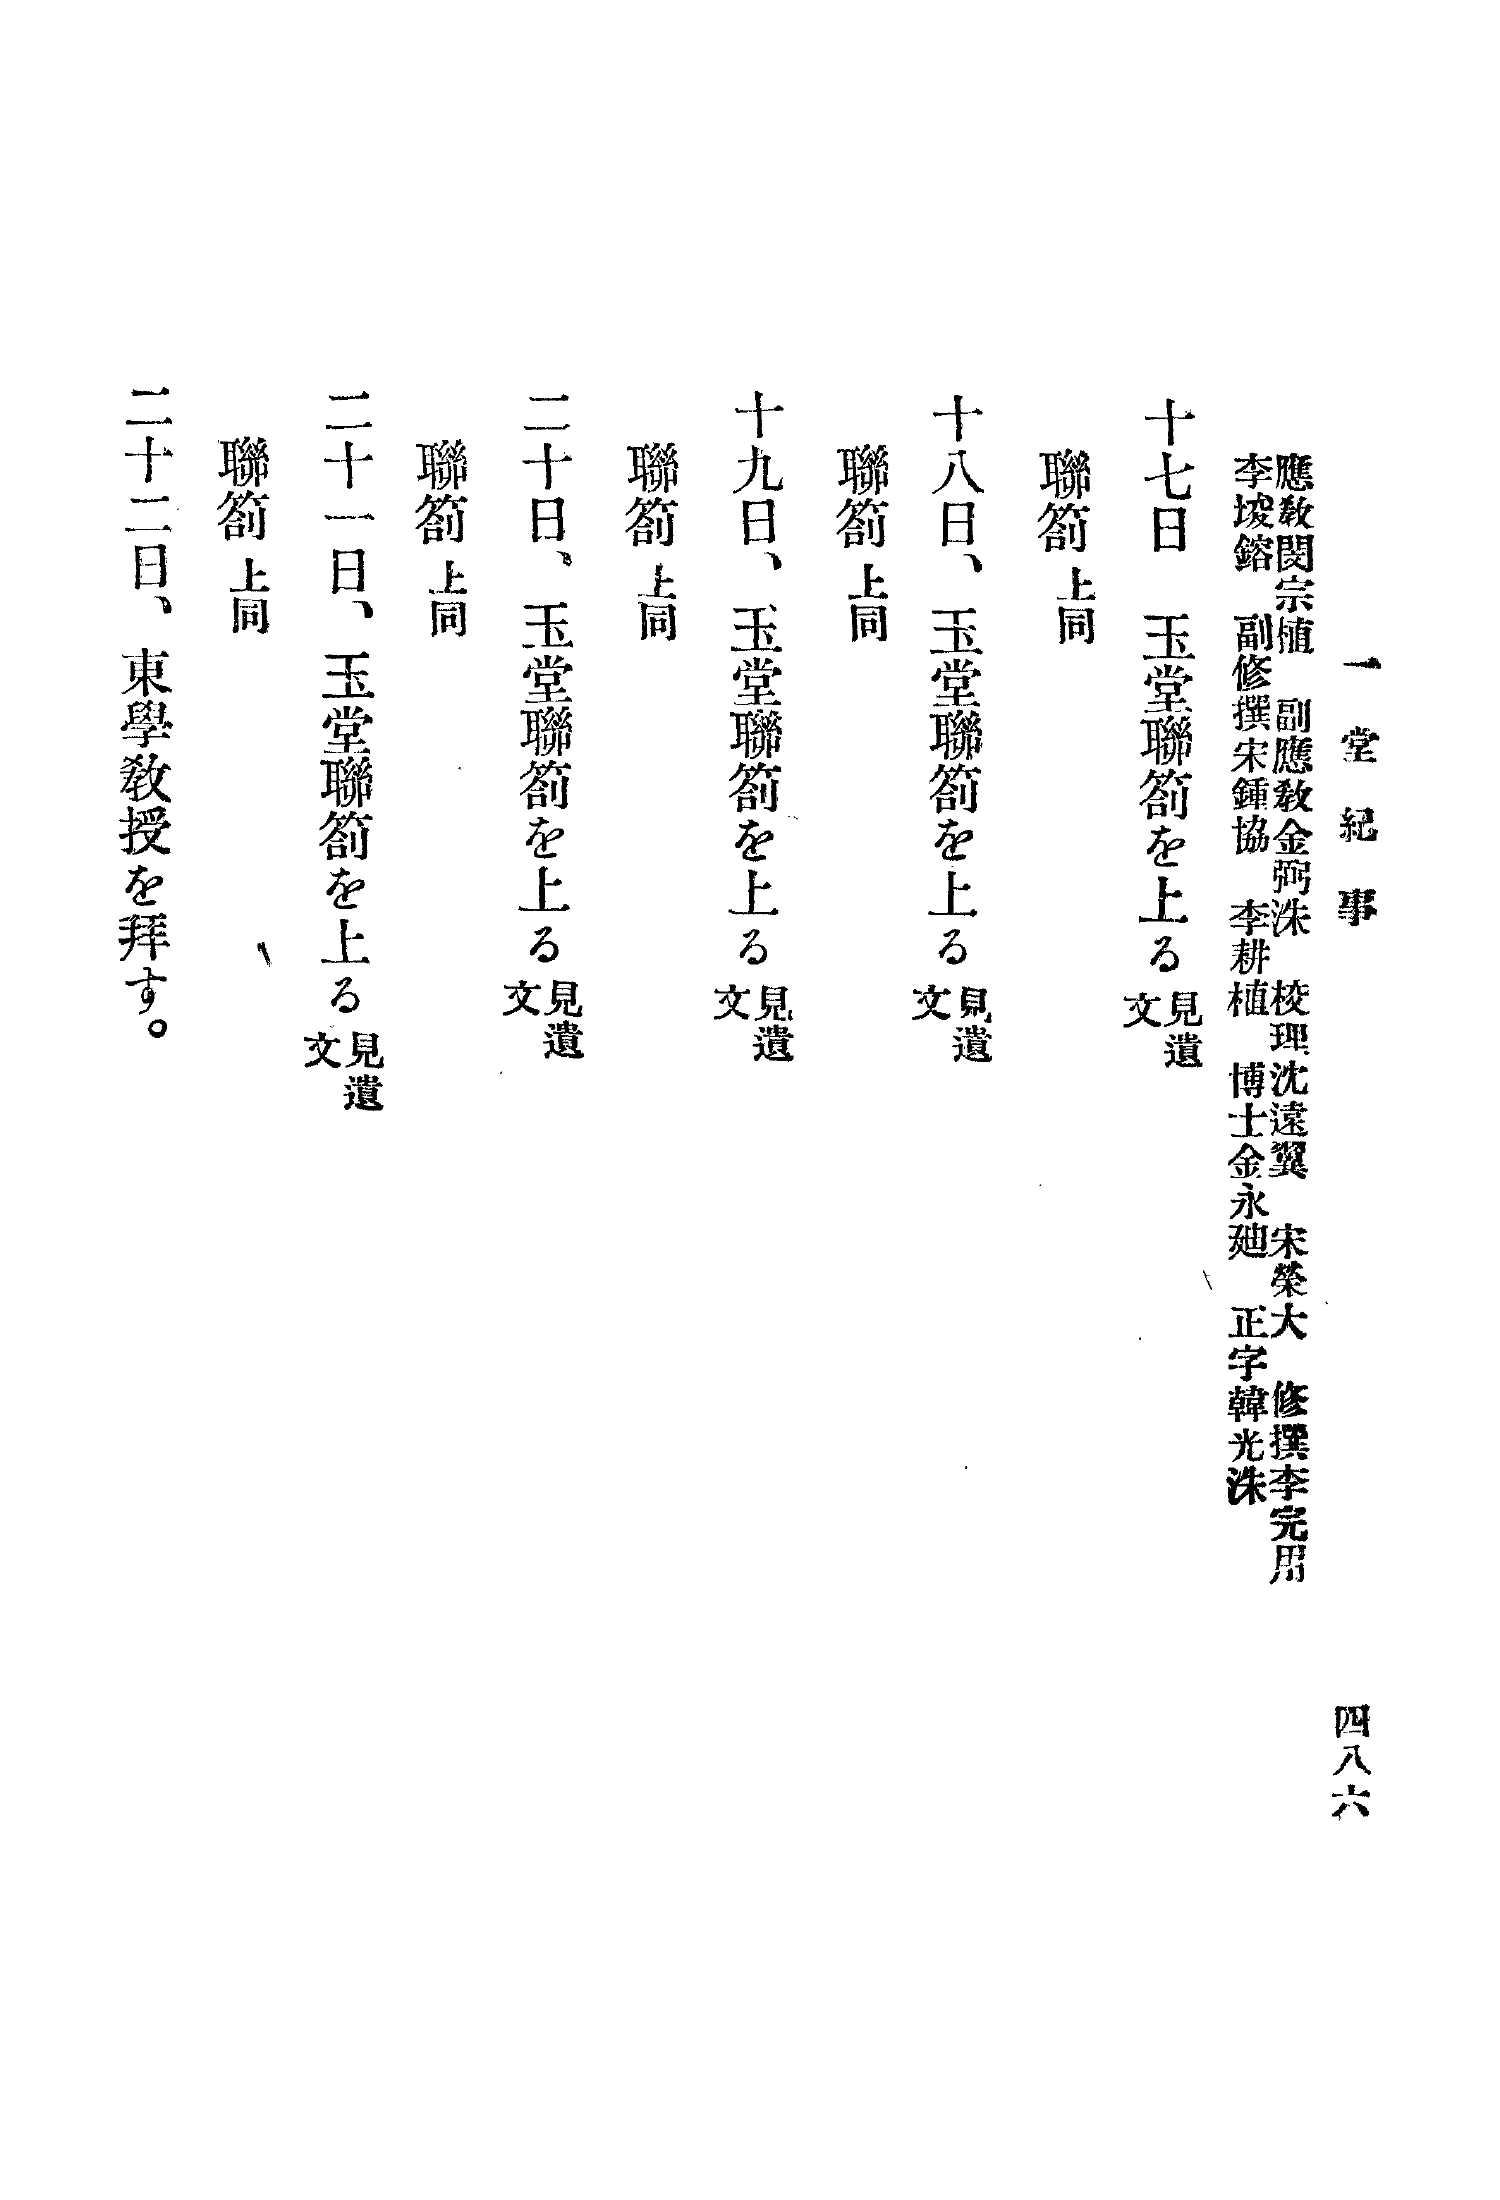 一堂紀事
四八六
應敎閔宗植 副應敎金弼洙 校理沈遠翼 宋榮大 修撰李完用
李埈鎔 副修撰宋鍾協 李耕植 博士金永廸 正字韓光洙
十七日 玉堂聯箚を上る 見遺文
聯箚 上同
十八日、玉堂聯箚を上る 見遺文
聯箚 上同
十九日、玉堂聯箚を上る 見遺文
聯箚 上同
二十日、玉堂聯箚を上る 見遺文
聯箚 上同
二十一日、玉堂聯箚を上る 見遺文
聯箚 上同
二十二日、東學敎授を拜す。